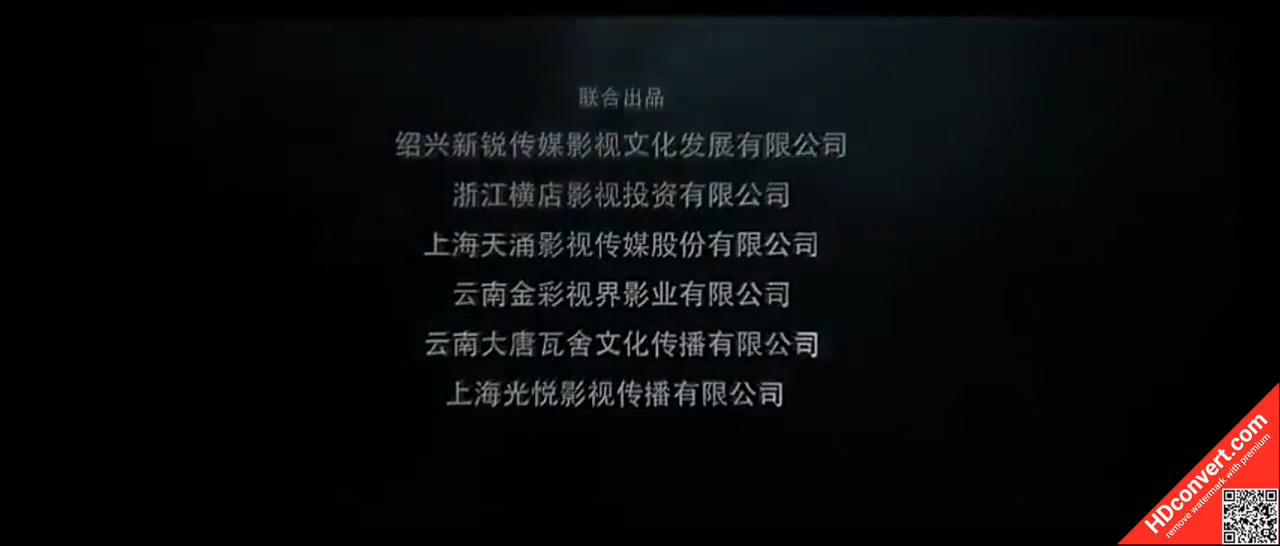 联合出品
绍兴新锐传媒影视文化发展有限公司
浙江横店影视投资有限公司
上海天涌影视传媒股份有限公司
云南金彩视界影业有限公司
云南大唐瓦舍文化传播有限公司
上海光悦影视传播有限公司
HDconvert.com
remove watermark with premium